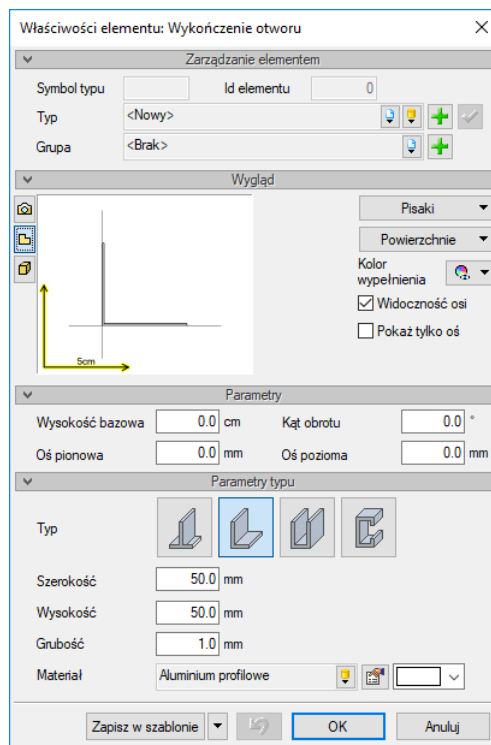 Właściwości elementu: Wykończenie otworu
Zarządzanie elementem
Symbol typu Id elementu 0
Typ <Nowy>
Grupa <Brak>
Wygląd
Pisaki
Powierzchnie
Kolor
wypełnienia
Widoczność osi
Pokaż tylko oś
5cm
Parametry
Wysokość bazowa 0.0 cm Kąt obrotu 0.0 °
Oś pionowa 0.0 mm Oś pozioma 0.0 mm
Parametry typu
Typ
Szerokość 50.0 mm
Wysokość 50.0 mm
Grubość 1.0 mm
Materiał Aluminium profilowe
Zapisz w szablonie OK Anuluj